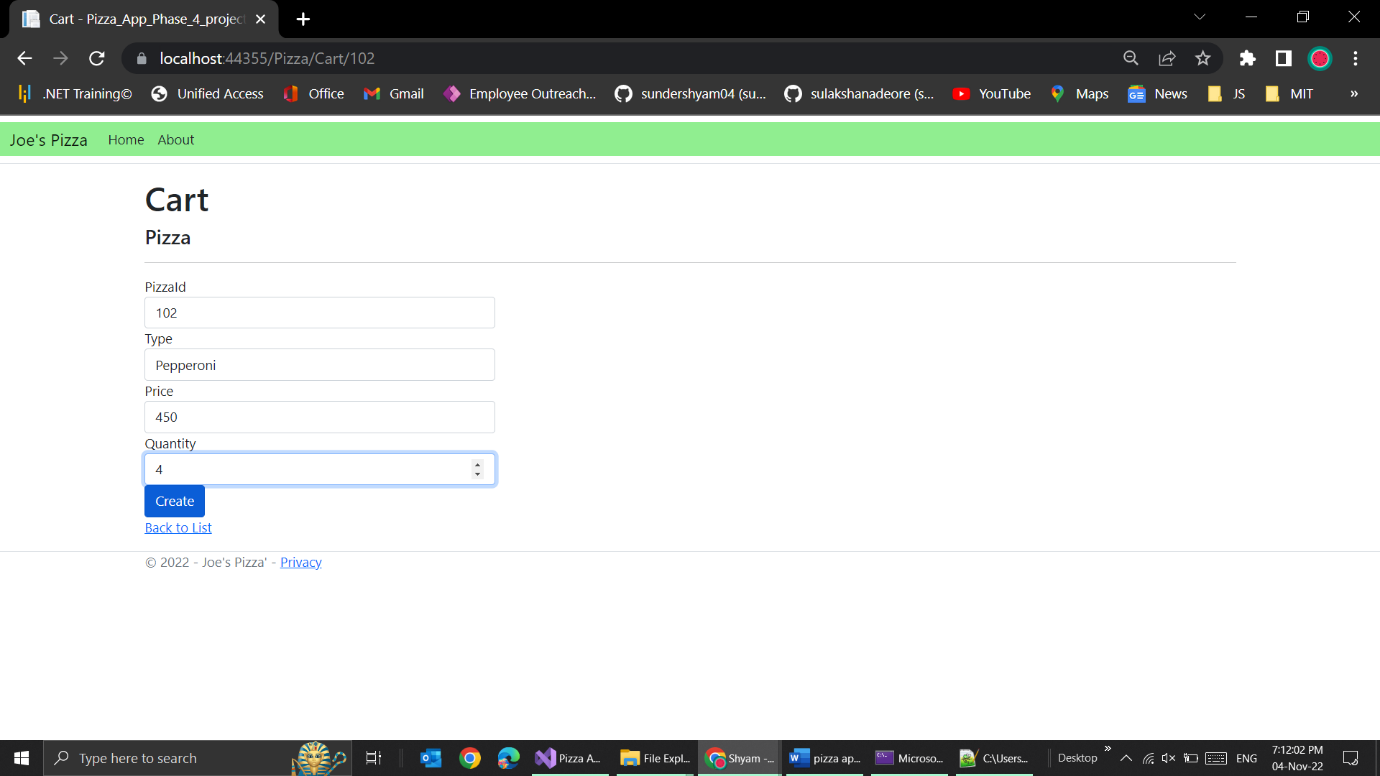 Cart - Pizza_App_Phase_4_project
localhost:44355/Pizza/Cart/102
.NET Training© Unified Access Office Gmail Employee Outreach... sundershyam04 (su... sulakshanadeore (s... YouTube Maps News JS MIT »
Joe's Pizza Home About
Cart
Pizza
PizzaId
102
Type
Pepperoni
Price
450
Quantity
4
Create
Back to List
© 2022 - Joe's Pizza' - Privacy
Type here to search Pizza A... File Expl... Shyam -... pizza ap... Microso... C:\Users... Desktop » ENG 7:12:02 PM
04-Nov-22